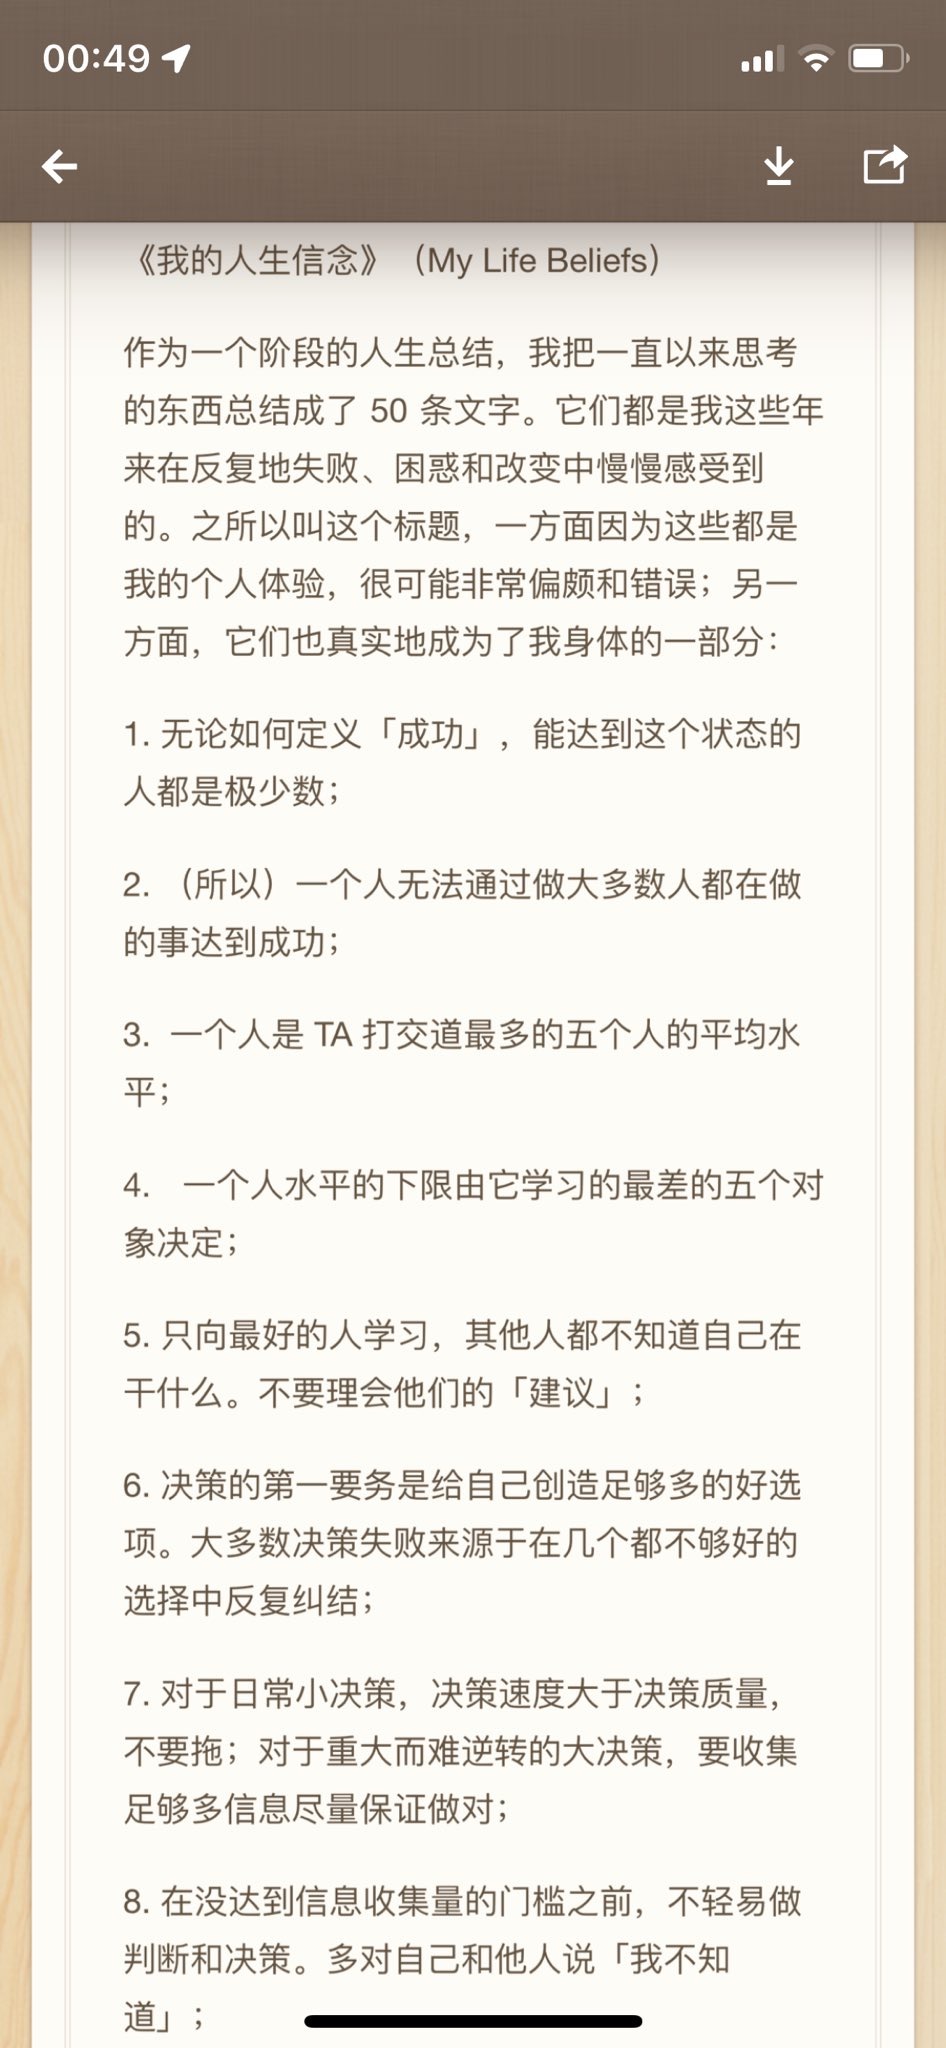 00:49
《我的人生信念》（My Life Beliefs）
作为一个阶段的人生总结，我把一直以来思考
的东西总结成了 50 条文字。它们都是我这些年
来在反复地失败、困惑和改变中慢慢感受到
的。之所以叫这个标题，一方面因为这些都是
我的个人体验，很可能非常偏颇和错误；另一
方面，它们也真实地成为了我身体的一部分：
1. 无论如何定义「成功」，能达到这个状态的
人都是极少数；
2. （所以）一个人无法通过做大多数人都在做
的事达到成功；
3. 一个人是 TA 打交道最多的五个人的平均水
平；
4. 一个人水平的下限由它学习的最差的五个对
象决定；
5. 只向最好的人学习，其他人都不知道自己在
干什么。不要理会他们的「建议」；
6. 决策的第一要务是给自己创造足够多的好选
项。大多数决策失败来源于在几个都不够好的
选择中反复纠结；
7. 对于日常小决策，决策速度大于决策质量，
不要拖；对于重大而难逆转的大决策，要收集
足够多信息尽量保证做对；
8. 在没达到信息收集量的门槛之前，不轻易做
判断和决策。多对自己和他人说「我不知
道」；